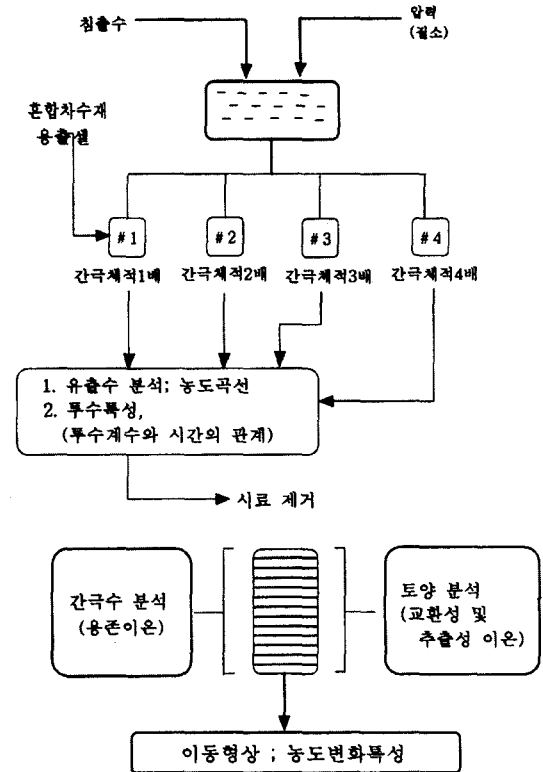 침출수
압력
(질소)
혼합차수재
용출셀
#1
#2
#3
#4
간극체적1배
간극체적2배
간극체적3배
간극체적4배
1. 유출수 분석; 농도곡선
2. 투수특성,
(투수계수와 시간의 관계)
시료 제거
간극수 분석
(용존이온)
토양 분석
(교환성 및
추출성 이온)
이동형상 ; 농도변화특성